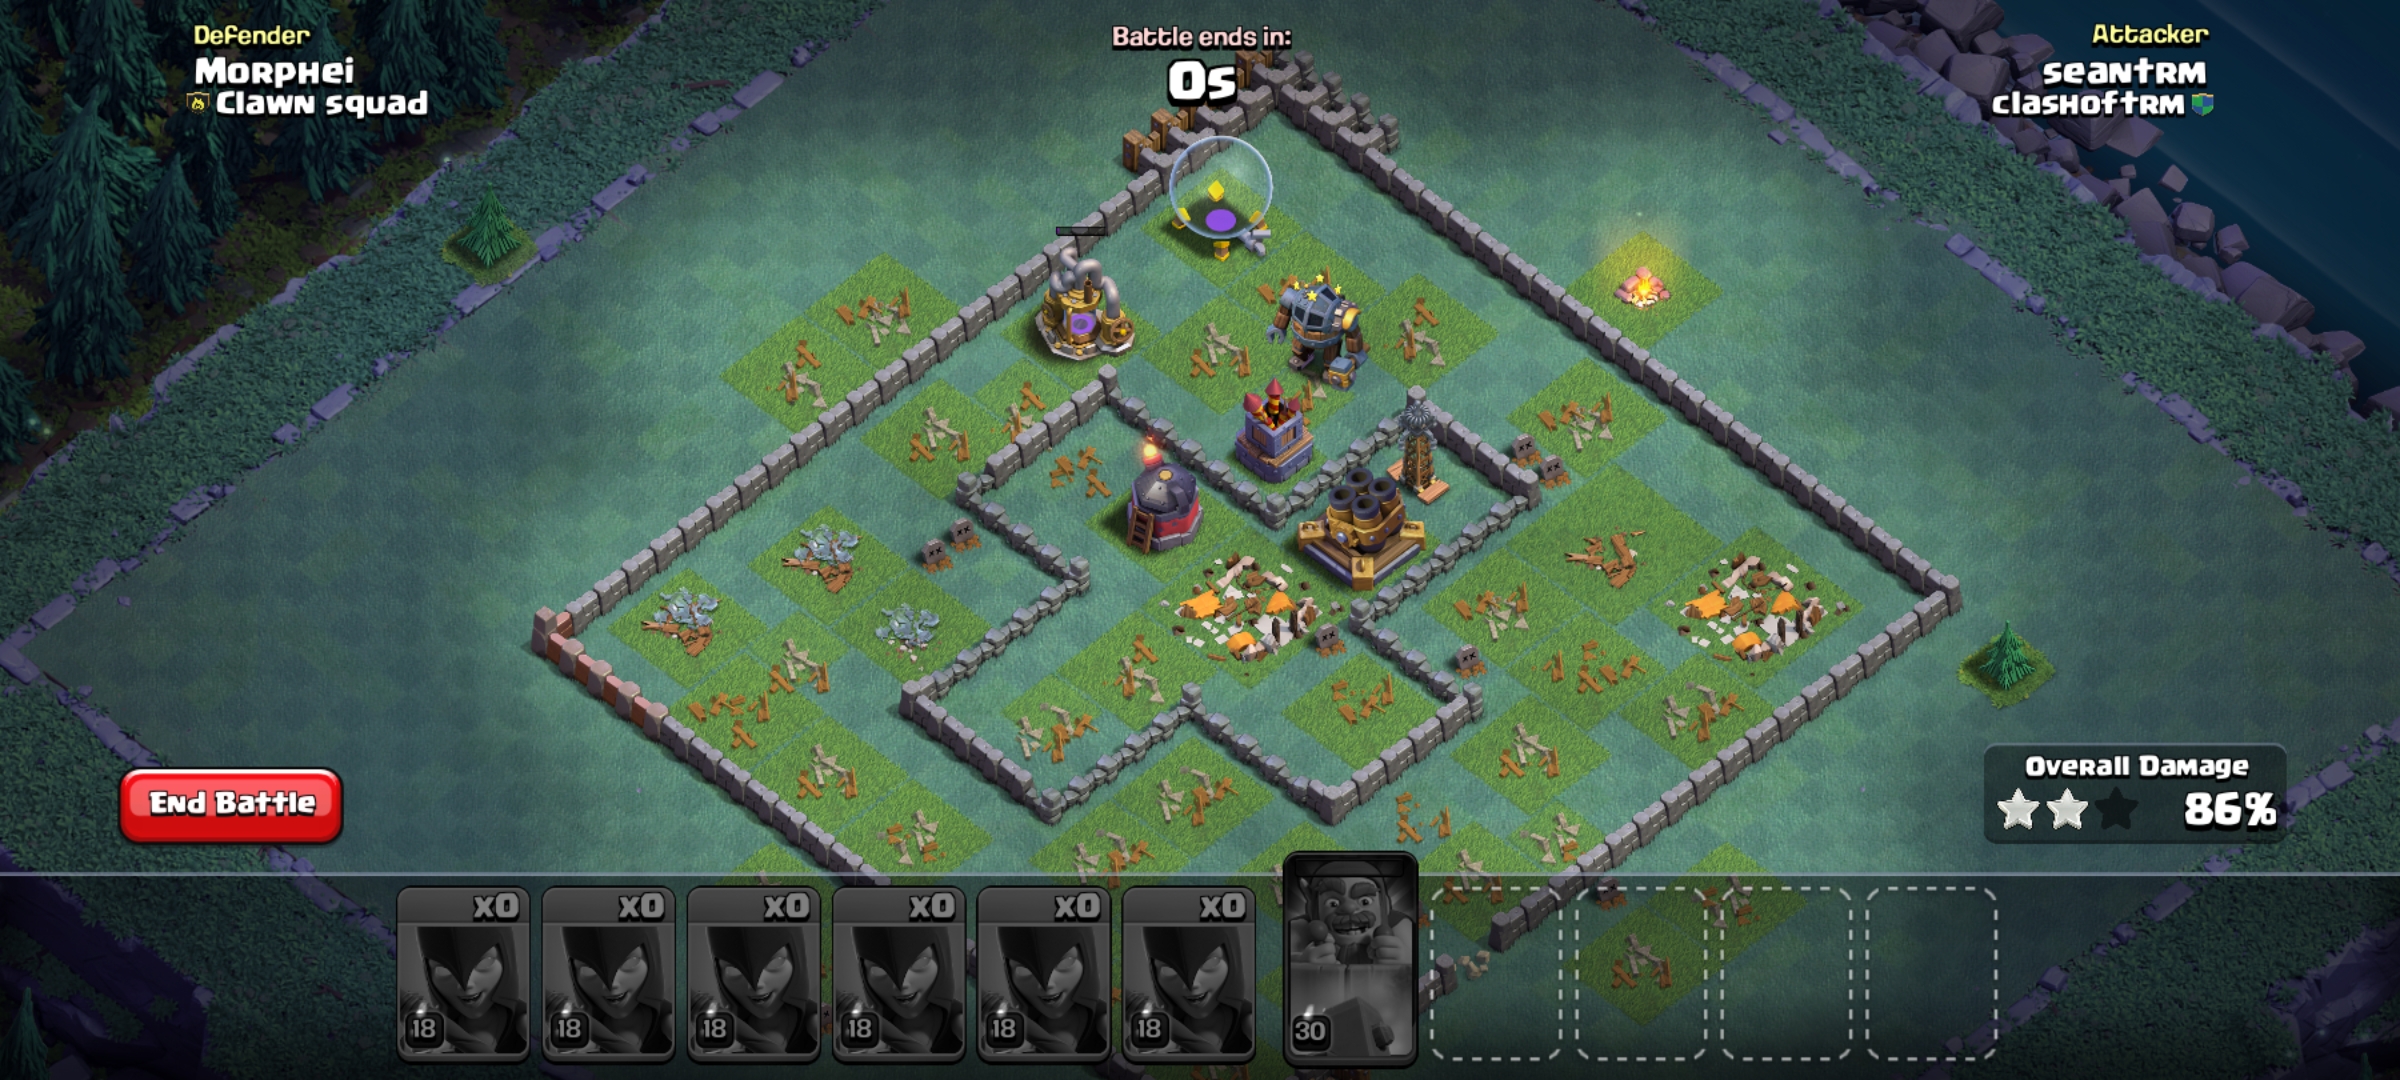 Defender
Morphei
Clawn squad
Battle ends in:
0s
Attacker
seantRM
clashoftRM
End Battle
Overall Damage
86%
x0
x0
x0
x0
x0
x0
18
18
18
18
18
18
30